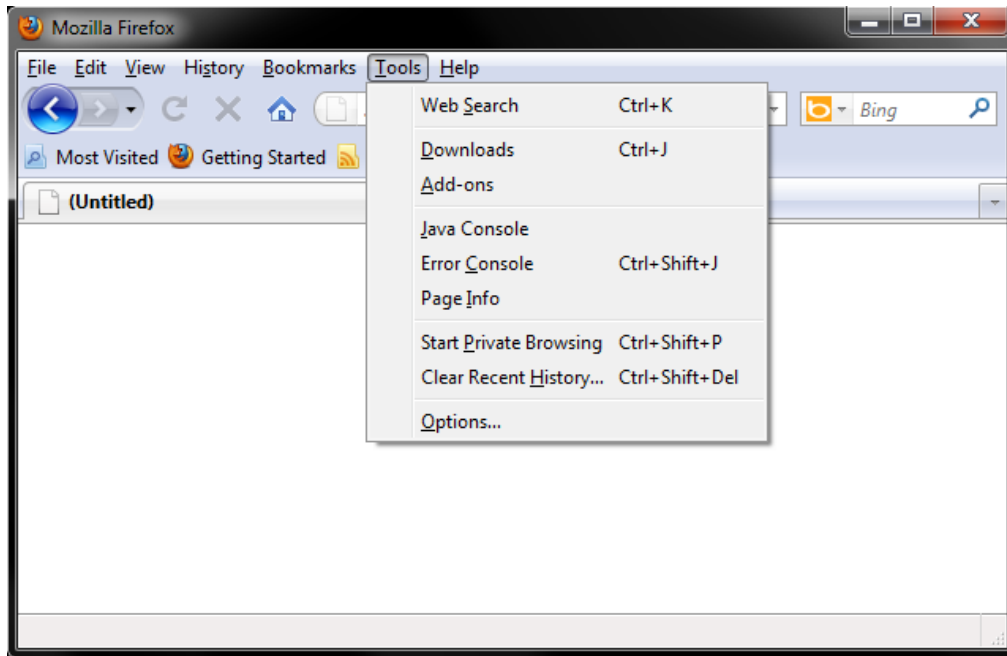 Mozilla Firefox
File Edit View History Bookmarks Tools Help
Bing
Most Visited Getting Started
(Untitled)
Web Search Ctrl+K
Downloads Ctrl+J
Add-ons
Java Console
Error Console Ctrl+Shift+J
Page Info
Start Private Browsing Ctrl+Shift+P
Clear Recent History... Ctrl+Shift+Del
Options...